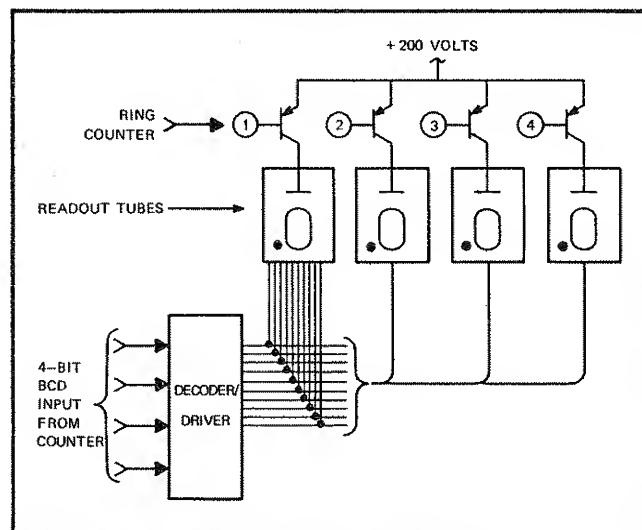 +200 VOLTS
RING
COUNTER
1
2
3
4
READOUT TUBES
4-BIT
BCD
INPUT
FROM
COUNTER
DECODER/
DRIVER